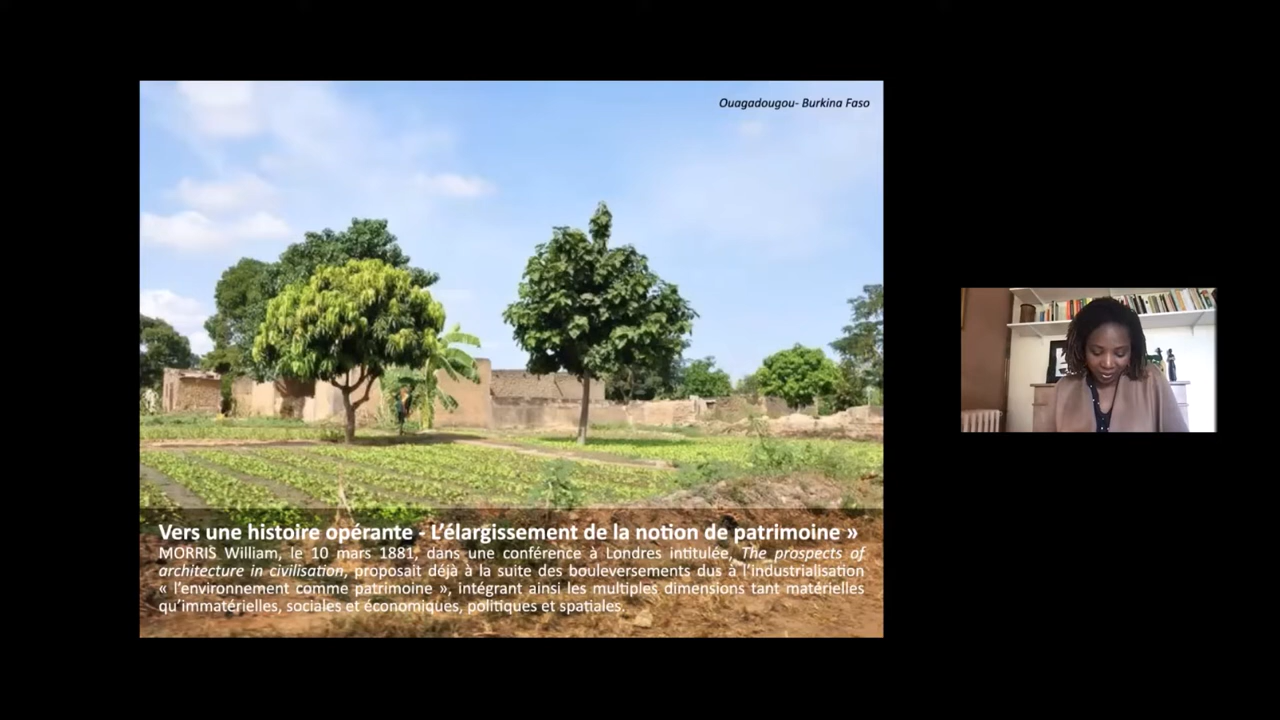 Ouagadougou- Burkina Faso
Vers une histoire opérante - L’élargissement de la notion de patrimoine »
MORRIS William, le 10 mars 1881, dans une conférence à Londres intitulée, The prospects of
architecture in civilisation, proposait déjà à la suite des bouleversements dus à l’industrialisation
« l’environnement comme patrimoine », intégrant ainsi les multiples dimensions tant matérielles
qu’immatérielles, sociales et économiques, politiques et spatiales.